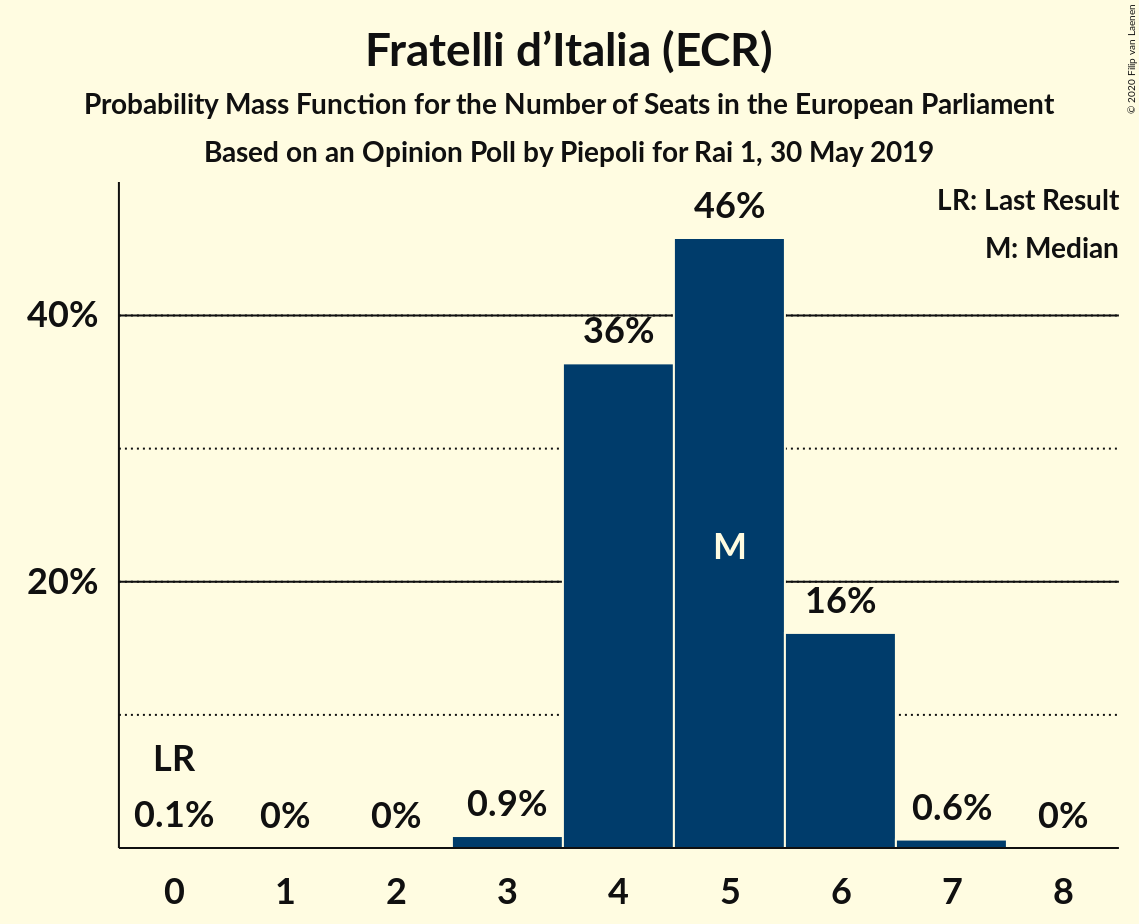 Fratelli d’Italia (ECR)
Probability Mass Function for the Number of Seats in the European Parliament
Based on an Opinion Poll by Piepoli for Rai 1, 30 May 2019
© 2020 Filip van Laenen
LR: Last Result
M: Median
46%
40%
36%
M
20%
16%
LR
0.1% 0% 0% 0.9% 0.6% 0%
0 1 2 3 4 5 6 7 8